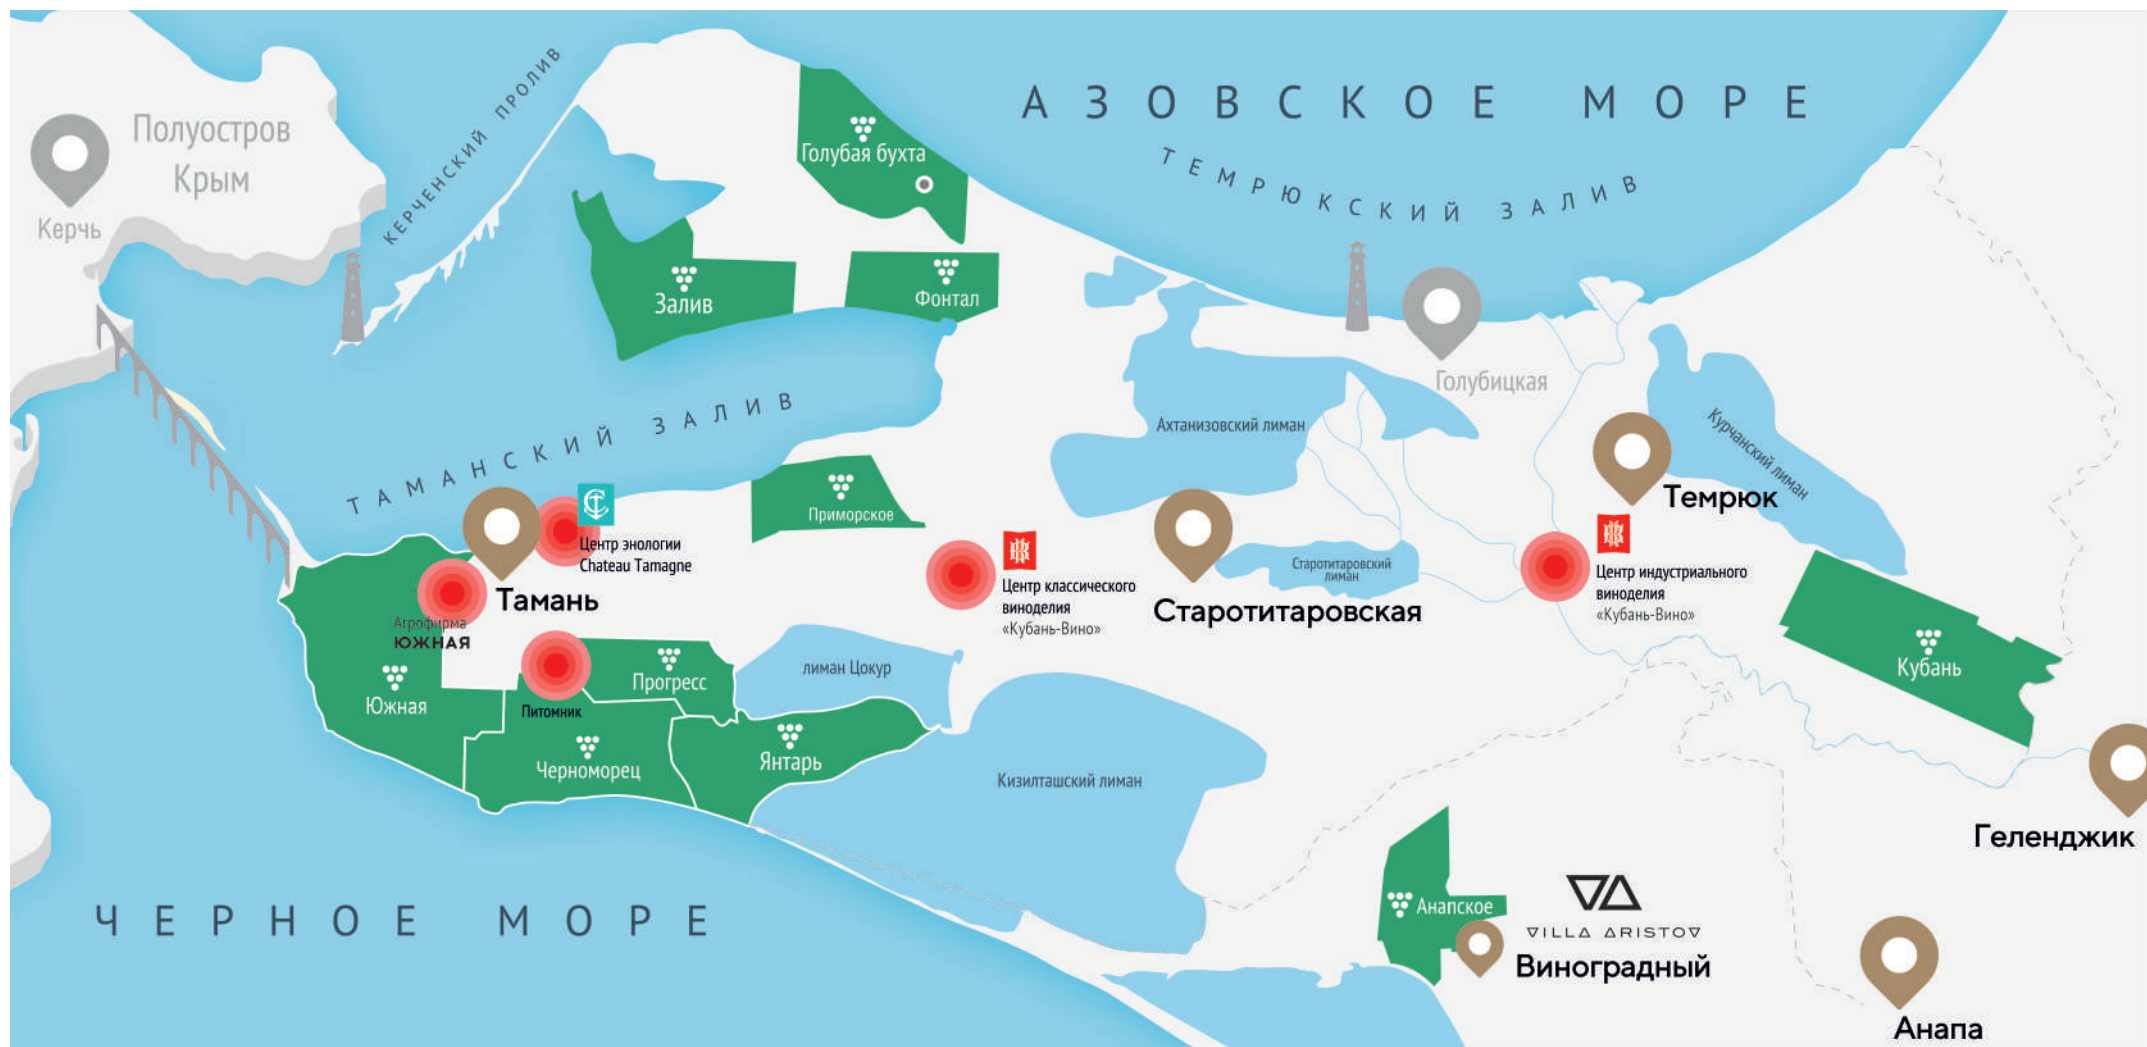 АЗОВСКОЕ МОРЕ
ТЕМРЮКСКИЙ ЗАЛИВ
КЕРЧЕНСКИЙ ПРОЛИВ
Полуостров
Крым
Керчь
Голубая бухта
Залив
Фонтал
Голубицкая
ТАМАНСКИЙ ЗАЛИВ
Ахтанизовский лиман
Курчанский лиман
Темрюк
Приморское
Центр энологии
Chateau Tamagne
Тамань
Агрофирма
ЮЖНАЯ
Центр классического
виноделия
«Кубань-Вино»
Старотитаровский
лиман
Старотитаровская
Центр индустриального
виноделия
«Кубань-Вино»
Кубань
лиман Цокур
Прогресс
Южная
Питомник
Черноморец
Янтарь
Кизилташский лиман
Геленджик
ЧЕРНОЕ МОРЕ
Анапское
VILLA ARISTOV
Виноградный
Анапа